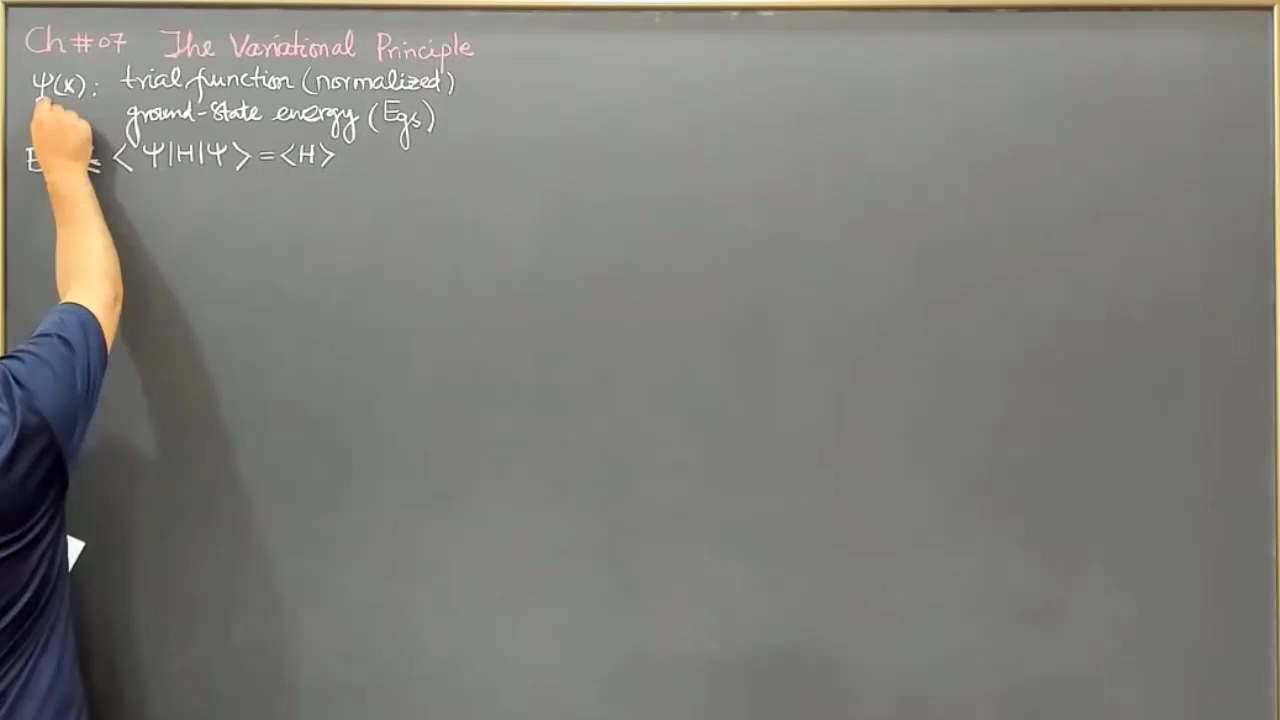 Ch#07 The Variational Principle
Ψ(x): trial function (normalized)
ground-state energy (Egs)
E ≤ <Ψ|H|Ψ> = <H>